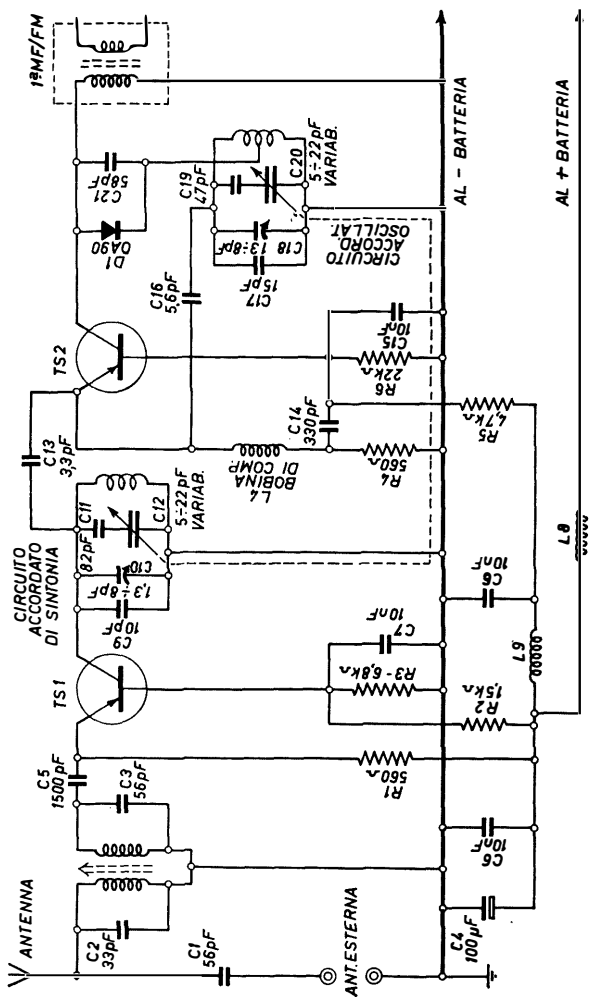 ANTENNA
C2
33pF
C1
56pF
ANT.ESTERNA
C3
56pF
C5
1500pF
C4
100µF
C6
10nF
R1
560Ω
TS1
R3-6,8kΩ
C7
10nF
R2
1,5kΩ
L9
L8
C6
10nF
CIRCUITO
ACCORDATO
DI SINTONIA
C9
10pF
1,3÷8pF
C10
82pF
C11
C12
5÷22pF
VARIAB.
C13
3,3pF
TS2
L4
BOBINA
DI COMP.
R4
560Ω
C14
330pF
R5
4,7kΩ
R6
22kΩ
C15
10nF
C16
5,6pF
D1
OA90
C21
58pF
C17
15pF
C18
1,3÷8pF
C19
47pF
C20
5÷22pF
VARIAB.
CIRCUITO
ACCORD.
OSCILLAT.
1ªMF/FM
AL - BATTERIA
AL + BATTERIA